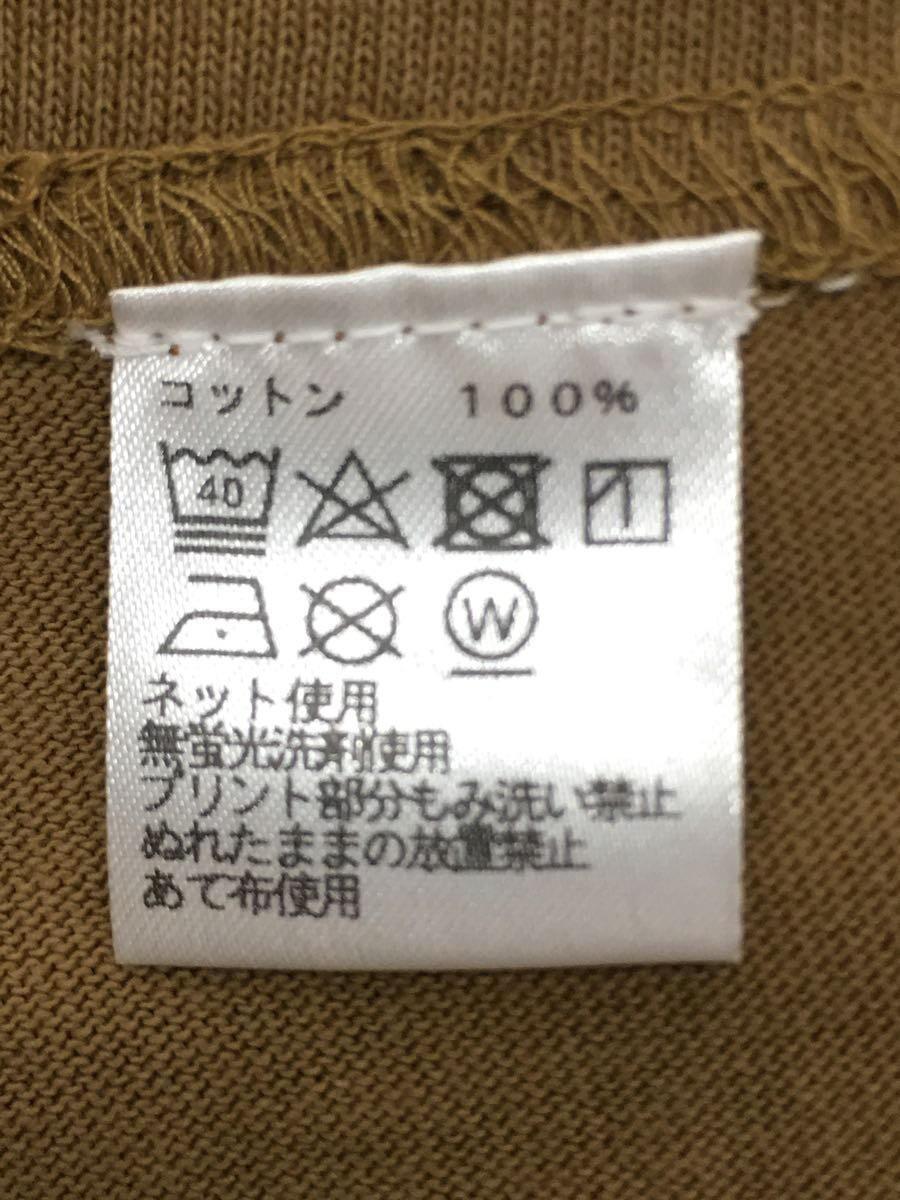 コットン 100%
40
W
ネット使用
無蛍光洗剤使用
プリント部分もみ洗い禁止
ぬれたままの放置禁止
あて布使用